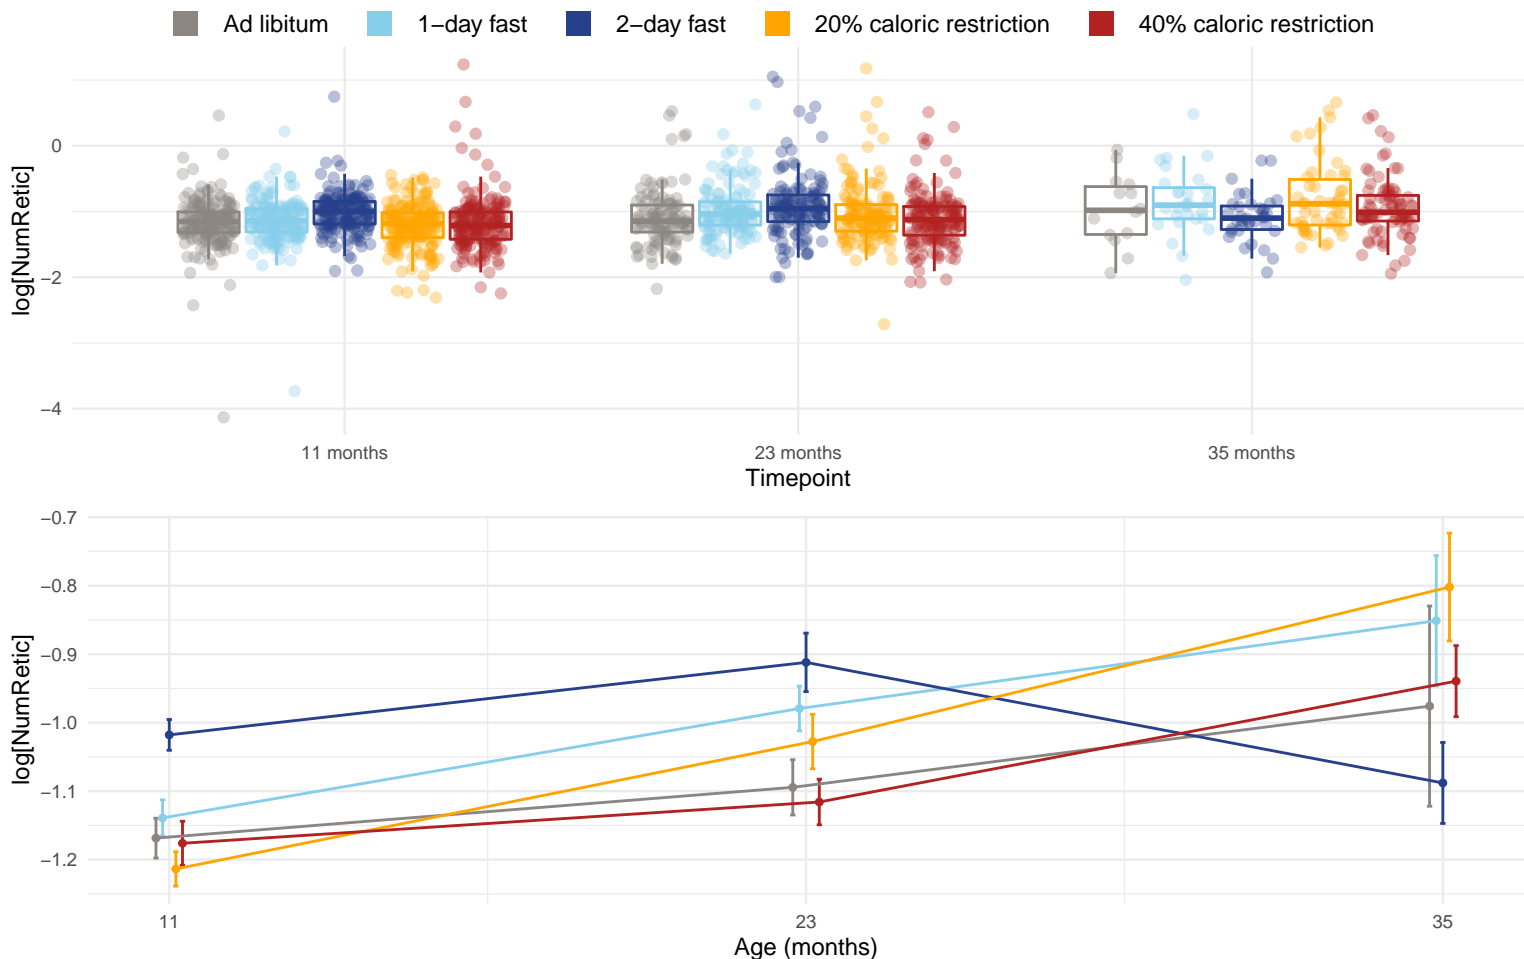 Ad libitum 1−day fast 2−day fast 20% caloric restriction 40% caloric restriction
0
−2
−4
log[NumRetic]
11 months 23 months 35 months
Timepoint
−0.7
−0.8
−0.9
−1.0
−1.1
−1.2
log[NumRetic]
11 23 35
Age (months)